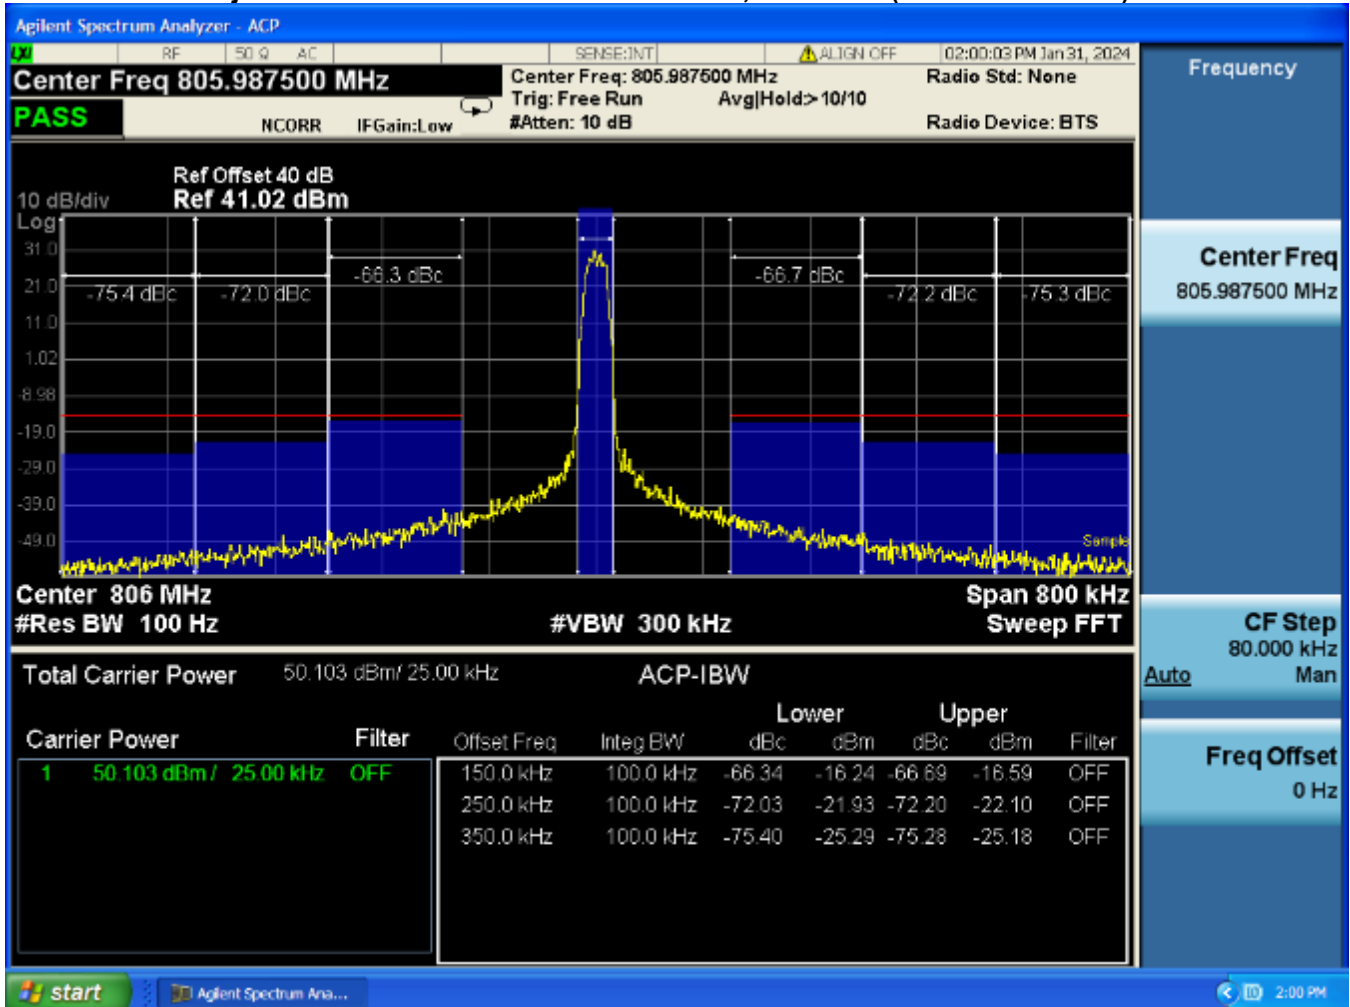 Agilent Spectrum Analyzer - ACP
LXI RF 50 Ω AC SENSE:INT ALIGN OFF 02:00:03 PM Jan 31, 2024
Center Freq 805.987500 MHz
Center Freq: 805.987500 MHz Radio Std: None
Trig: Free Run Avg|Hold:>10/10
PASS NCORR IFGain:Low #Atten: 10 dB Radio Device: BTS
Frequency
Ref Offset 40 dB
10 dB/div Ref 41.02 dBm
Log
31.0
21.0
11.0
1.02
-8.98
-19.0
-29.0
-39.0
-49.0
-75.4 dBc -72.0 dBc -66.3 dBc -66.7 dBc -72.2 dBc -75.3 dBc
Sample
Center 806 MHz Span 800 kHz
#Res BW 100 Hz #VBW 300 kHz Sweep FFT
Total Carrier Power 50.103 dBm/ 25.00 kHz ACP-IBW
Lower Upper
Carrier Power Filter Offset Freq Integ BW dBc dBm dBc dBm Filter
1 50.103 dBm / 25.00 kHz OFF 150.0 kHz 100.0 kHz -66.34 -16.24 -66.69 -16.59 OFF
250.0 kHz 100.0 kHz -72.03 -21.93 -72.20 -22.10 OFF
350.0 kHz 100.0 kHz -75.40 -25.29 -75.28 -25.18 OFF
Center Freq
805.987500 MHz
CF Step
80.000 kHz
Auto Man
Freq Offset
0 Hz
start Agilent Spectrum Ana... 2:00 PM